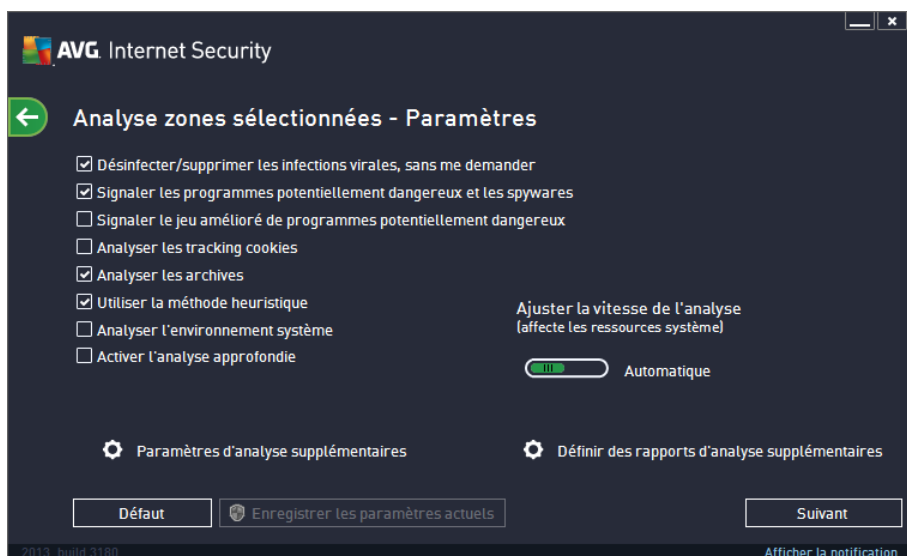 AVG. Internet Security
Analyse zones sélectionnées - Paramètres
Désinfecter/supprimer les infections virales, sans me demander
Signaler les programmes potentiellement dangereux et les spywares
Signaler le jeu amélioré de programmes potentiellement dangereux
Analyser les tracking cookies
Analyser les archives
Utiliser la méthode heuristique
Analyser l'environnement système
Activer l'analyse approfondie
Ajuster la vitesse de l'analyse
(affecte les ressources système)
Automatique
Paramètres d'analyse supplémentaires
Définir des rapports d'analyse supplémentaires
Défaut
Enregistrer les paramètres actuels
Suivant
2013 build 3180
Afficher la notification